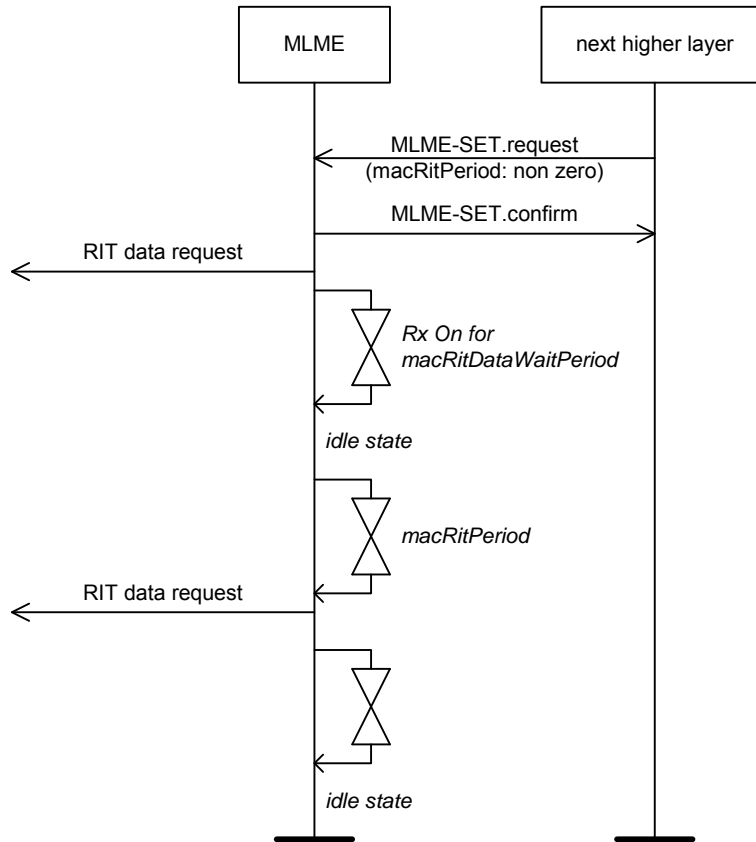 MLME
next higher layer
MLME-SET.request
(macRitPeriod: non zero)
MLME-SET.confirm
RIT data request
Rx On for
macRitDataWaitPeriod
idle state
macRitPeriod
RIT data request
idle state